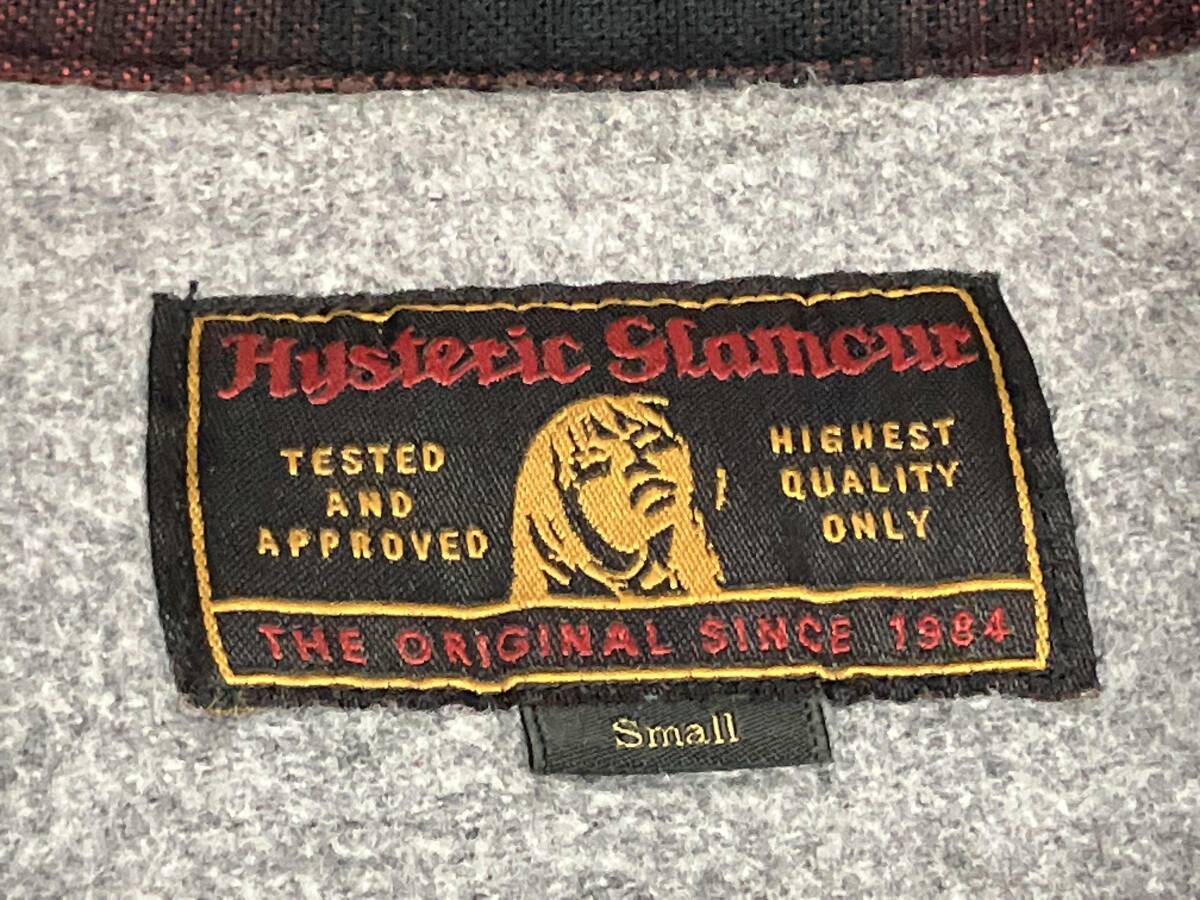 Hysteric Glamour
TESTED
AND
APPROVED
HIGHEST
QUALITY
ONLY
THE ORIGINAL SINCE 1984
Small